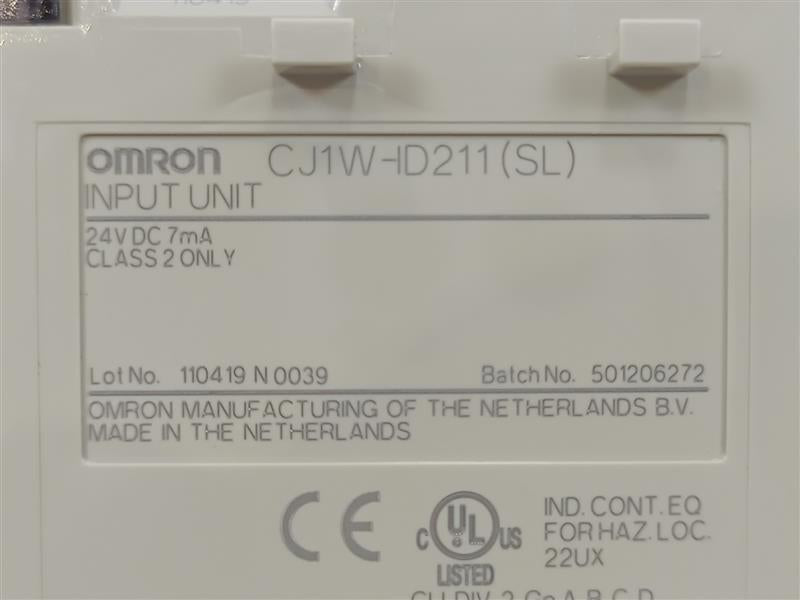 OMRON CJ1W-ID211(SL)
INPUT UNIT
24V DC 7mA
CLASS 2 ONLY
Lot No. 110419 N 0039 Batch No. 501206272
OMRON MANUFACTURING OF THE NETHERLANDS B.V.
MADE IN THE NETHERLANDS
CE
C UL US
LISTED
IND. CONT. EQ
FOR HAZ. LOC.
22UX